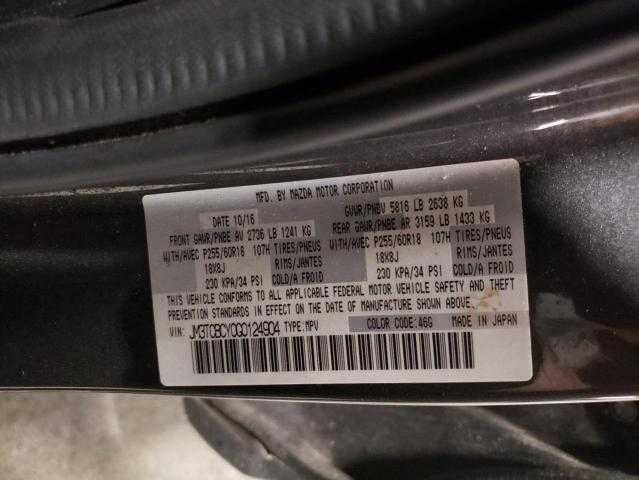 MFD. BY MAZDA MOTOR CORPORATION
DATE 10/16 GVWR/PNBV 5816 LB 2638 KG
FRONT GAWR/PNBE AV 2736 LB 1241 KG REAR GAWR/PNBE AR 3159 LB 1433 KG
WITH/AVEC P255/60R18 107H TIRES/PNEUS WITH/AVEC P255/60R18 107H TIRES/PNEUS
18X8J RIMS/JANTES 18X8J RIMS/JANTES
230 KPA/34 PSI COLD/A FROID 230 KPA/34 PSI COLD/A FROID
THIS VEHICLE CONFORMS TO ALL APPLICABLE FEDERAL MOTOR VEHICLE SAFETY AND THEFT
PREVENTION STANDARDS IN EFFECT ON THE DATE OF MANUFACTURE SHOWN ABOVE.
VIN: JM3TCBCY0G0124904 TYPE: MPV COLOR CODE: 46G MADE IN JAPAN